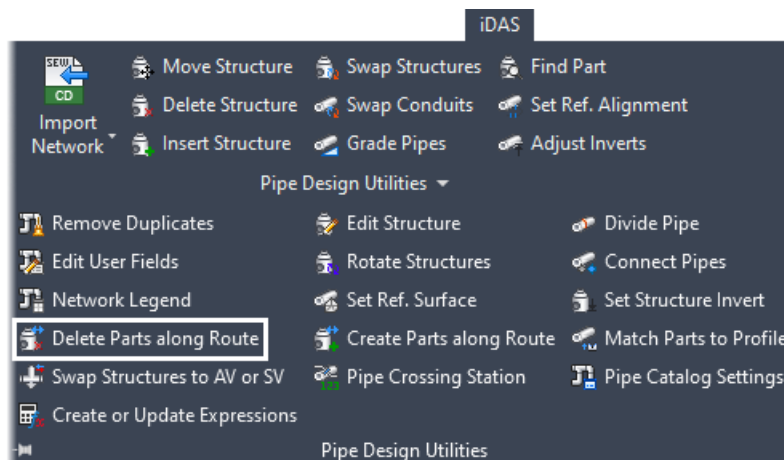 iDAS
SEW
CD
Import
Network
Move Structure
Swap Structures
Find Part
Delete Structure
Swap Conduits
Set Ref. Alignment
Insert Structure
Grade Pipes
Adjust Inverts
Pipe Design Utilities
Remove Duplicates
Edit Structure
Divide Pipe
Edit User Fields
Rotate Structures
Connect Pipes
Network Legend
Set Ref. Surface
Set Structure Invert
Delete Parts along Route
Create Parts along Route
Match Parts to Profile
Swap Structures to AV or SV
123
Pipe Crossing Station
Pipe Catalog Settings
Create or Update Expressions
Pipe Design Utilities